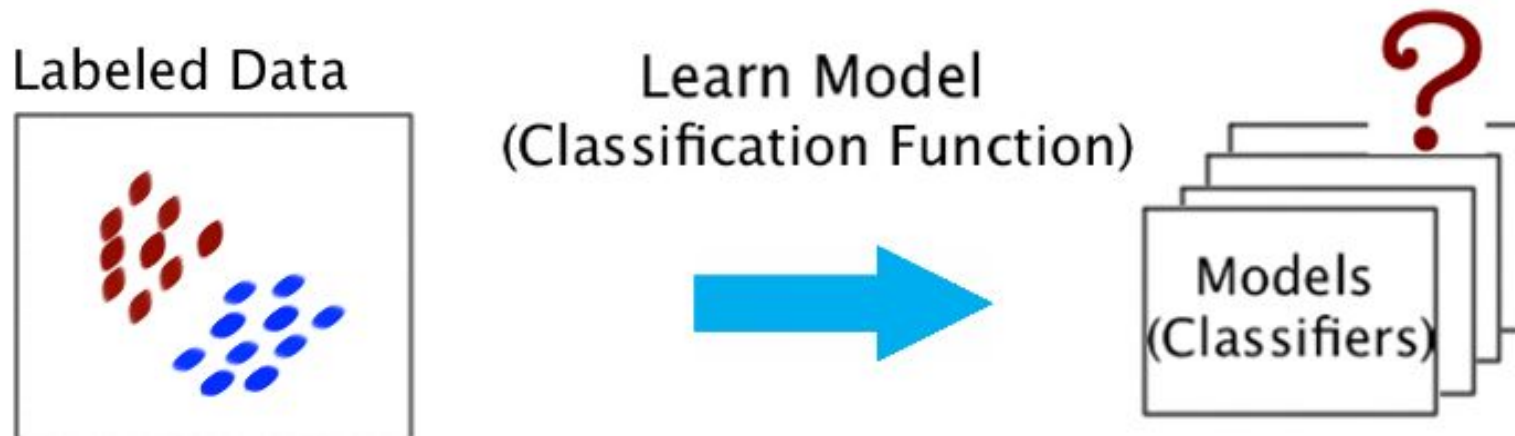 Labeled Data
Learn Model
(Classification Function)
?
Models
(Classifiers)